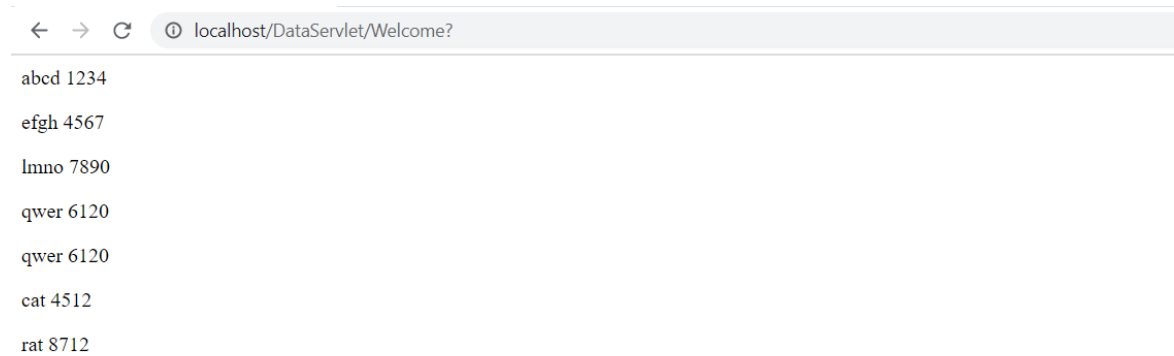 localhost/DataServlet/Welcome?
abcd 1234
efgh 4567
lmno 7890
qwer 6120
qwer 6120
cat 4512
rat 8712